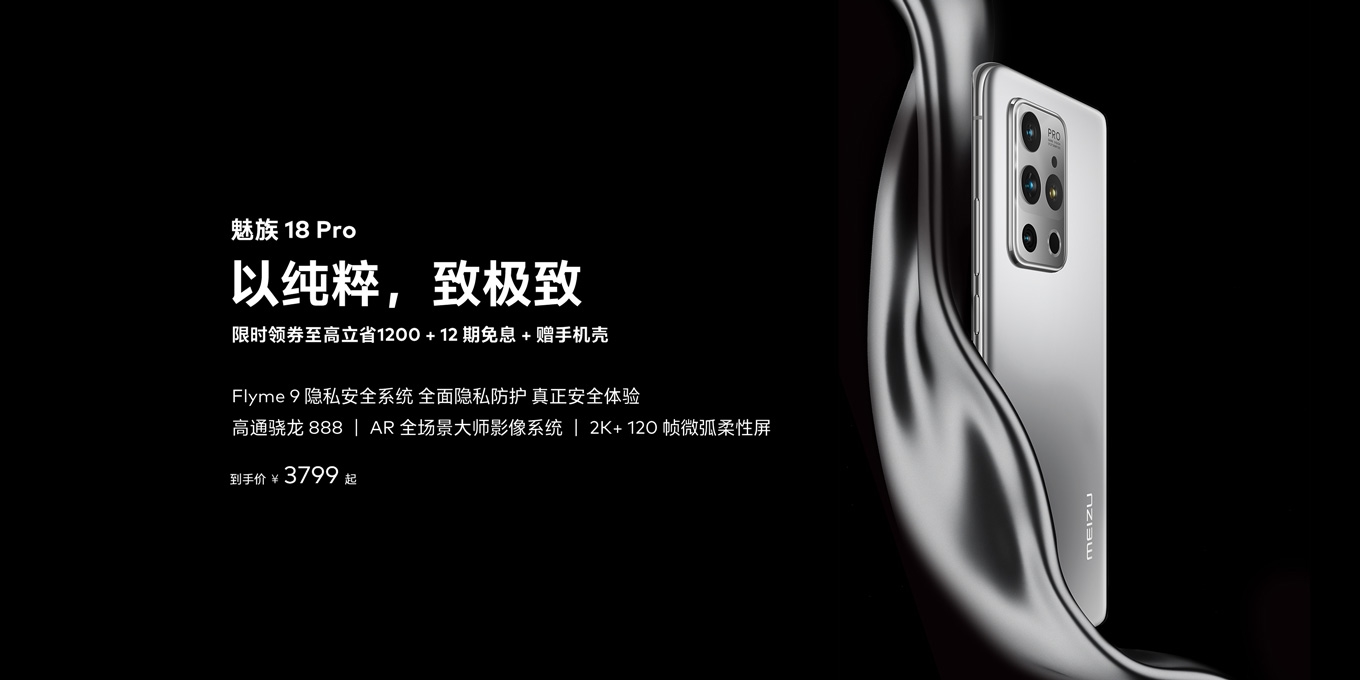 魅族 18 Pro
以纯粹，致极致
限时领券至高立省1200 + 12 期免息 + 赠手机壳
Flyme 9 隐私安全系统 全面隐私防护 真正安全体验
高通骁龙 888 ｜ AR 全场景大师影像系统 ｜ 2K+ 120 帧微弧柔性屏
到手价 ¥ 3799 起
PRO
MEIZU